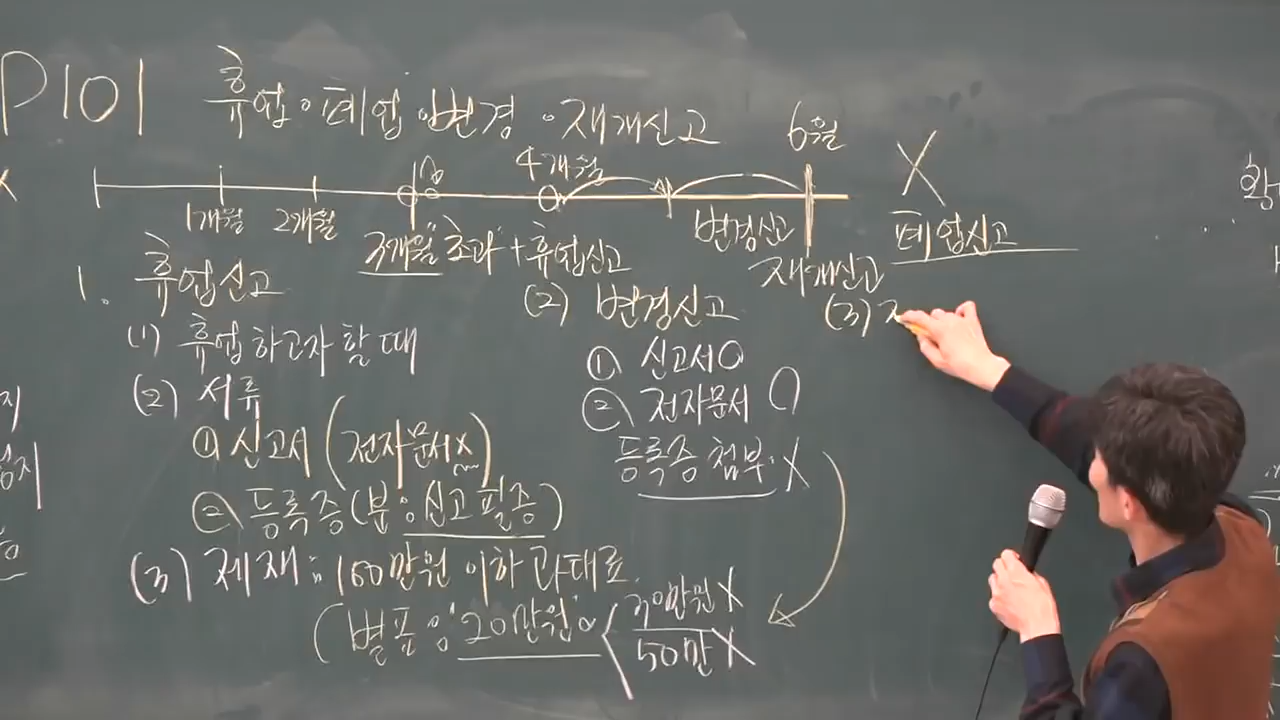 P101 휴업·폐업·변경·재개신고
4개월 6월 X
1개월 2개월 3개월 초과 + 휴업신고 변경신고 재개신고 폐업신고
1. 휴업신고
(1) 휴업하고자 할 때
(2) 서류
① 신고서 (전자문서X)
② 등록증 (분: 신고필증)
(3) 제재: 100만원 이하 과태료
(별표: 20만원
30만원 X
50만 X
(2) 변경신고
① 신고서 O
② 전자문서 O
등록증 첨부: X
(3)